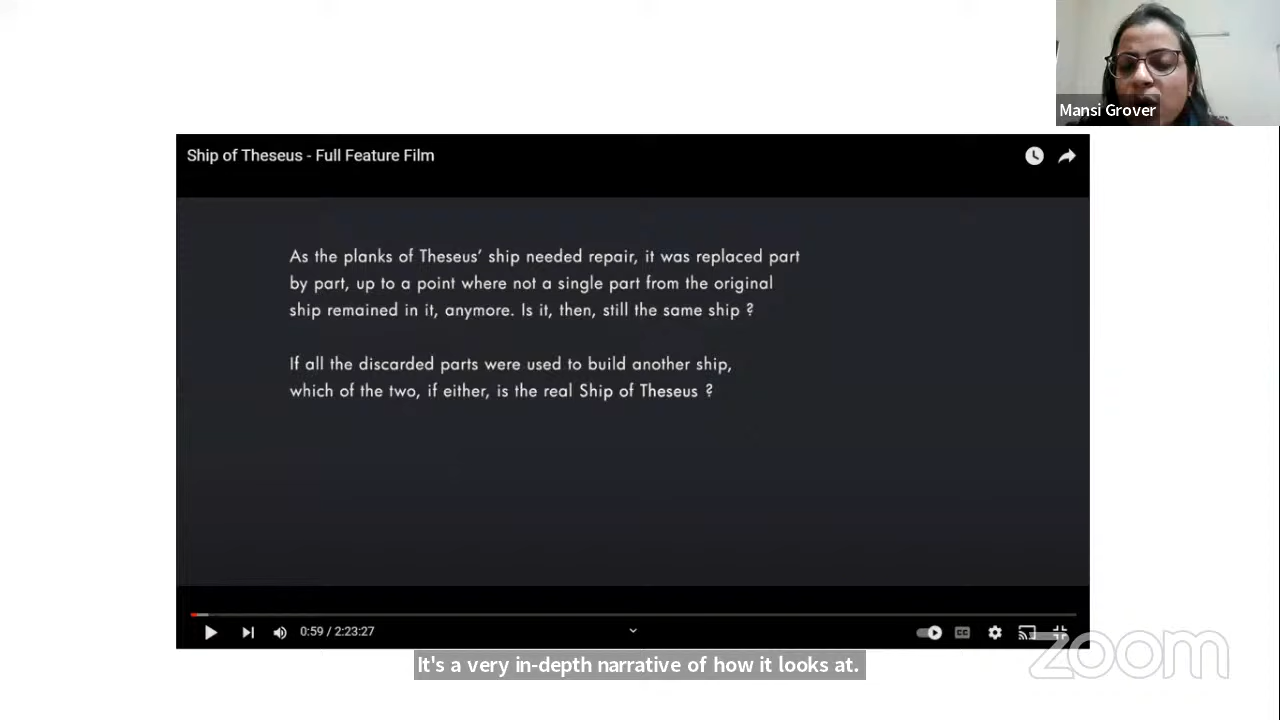 Mansi Grover
Ship of Theseus - Full Feature Film
As the planks of Theseus' ship needed repair, it was replaced part
by part, up to a point where not a single part from the original
ship remained in it, anymore. Is it, then, still the same ship ?
If all the discarded parts were used to build another ship,
which of the two, if either, is the real Ship of Theseus ?
0:59 / 2:23:27
CC
zoom
It's a very in-depth narrative of how it looks at.